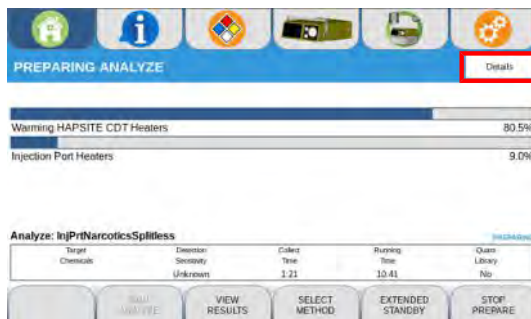 PREPARING ANALYZE
Details
Warming HAPSITE CDT Heaters 80.5%
Injection Port Heaters 9.0%
Analyze: InjPrtNarcoticsSplitless PREPARING
Target Chemicals Detection Sensitivity Collect Time Running Time Quant Library
Unknown 1:21 10:41 No
VIEW RESULTS SELECT METHOD EXTENDED STANDBY STOP PREPARE